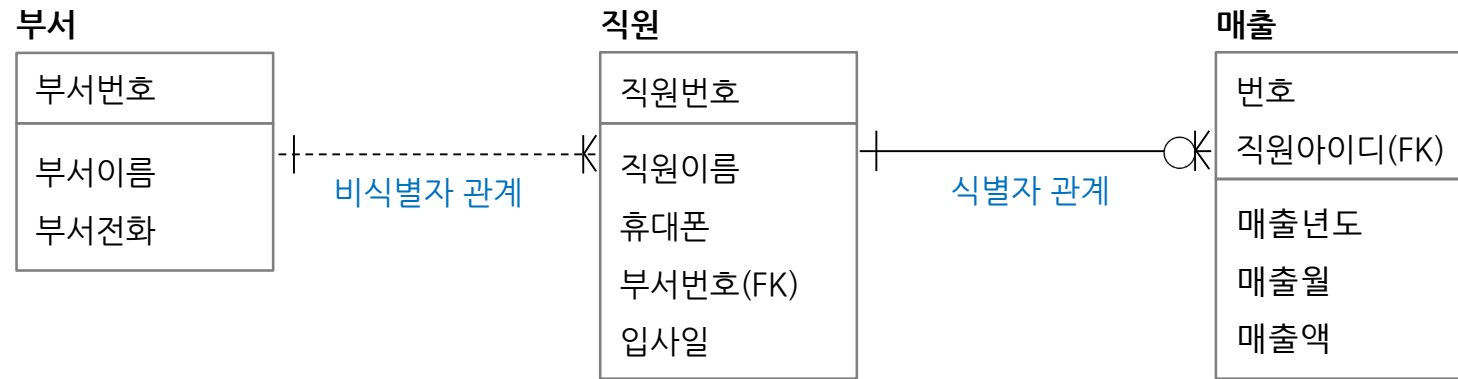 부서
부서번호
부서이름
부서전화
비식별자 관계
직원
직원번호
직원이름
휴대폰
부서번호(FK)
입사일
식별자 관계
매출
번호
직원아이디(FK)
매출년도
매출월
매출액